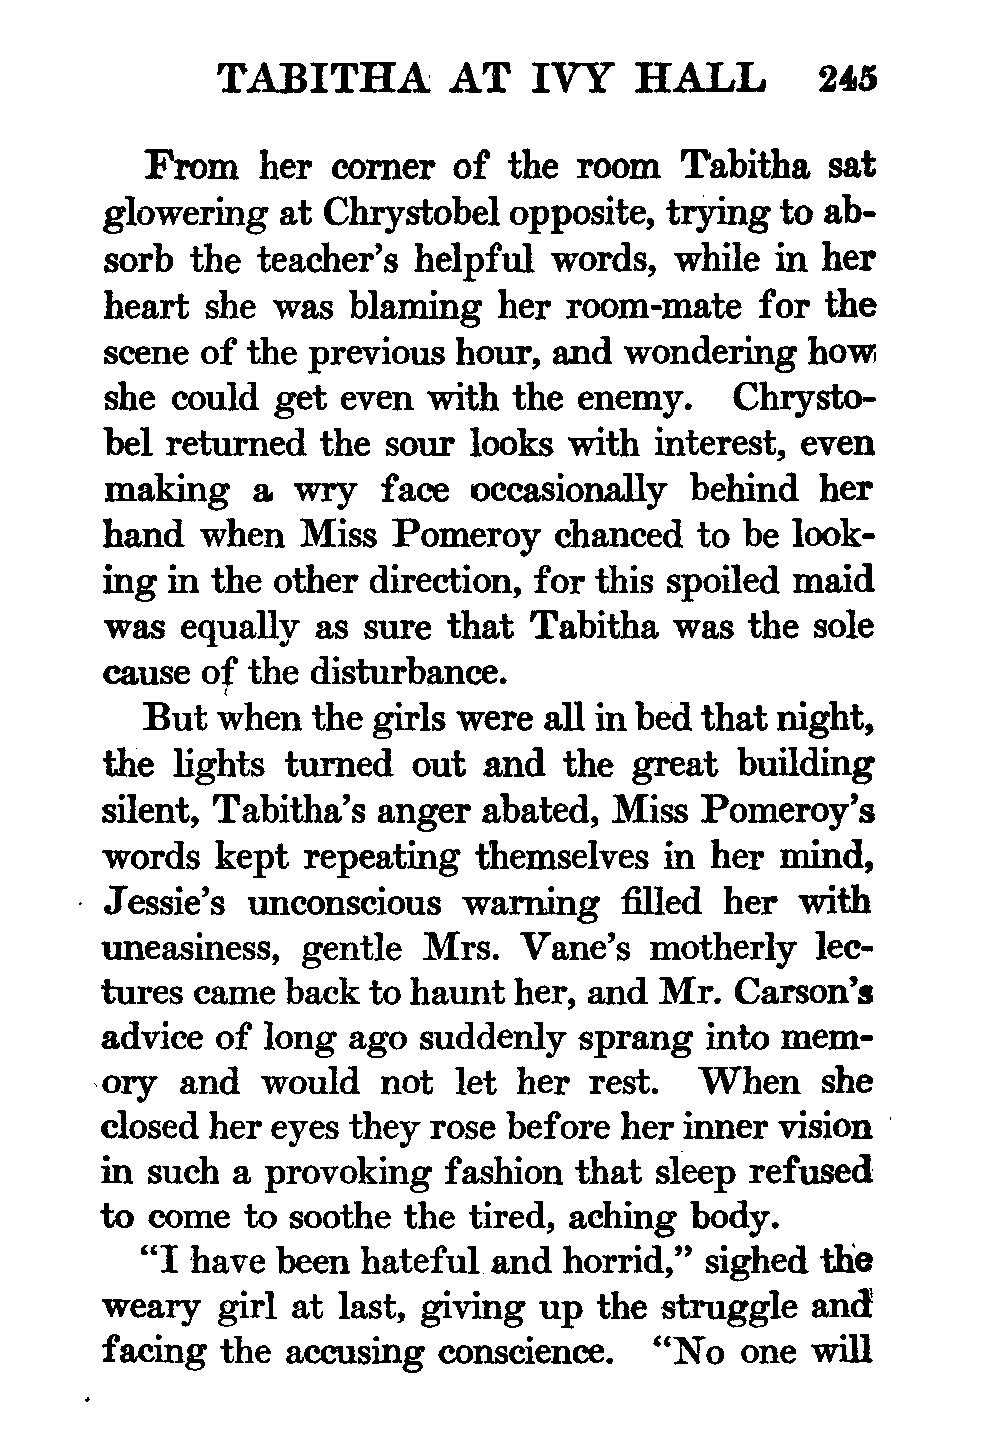 TABITHA AT IVY HALL 245
From her corner of the room Tabitha sat
glowering at Chrystobel opposite, trying to ab-
sorb the teacher's helpful words, while in her
heart she was blaming her room-mate for the
scene of the previous hour, and wondering how
she could get even with the enemy. Chrysto-
bel returned the sour looks with interest, even
making a wry face occasionally behind her
hand when Miss Pomeroy chanced to be look-
ing in the other direction, for this spoiled maid
was equally as sure that Tabitha was the sole
cause of the disturbance.
But when the girls were all in bed that night,
the lights turned out and the great building
silent, Tabitha's anger abated, Miss Pomeroy's
words kept repeating themselves in her mind,
Jessie's unconscious warning filled her with
uneasiness, gentle Mrs. Vane's motherly lec-
tures came back to haunt her, and Mr. Carson's
advice of long ago suddenly sprang into mem-
ory and would not let her rest. When she
closed her eyes they rose before her inner vision
in such a provoking fashion that sleep refused
to come to soothe the tired, aching body.
"I have been hateful and horrid," sighed the
weary girl at last, giving up the struggle and
facing the accusing conscience. "No one will